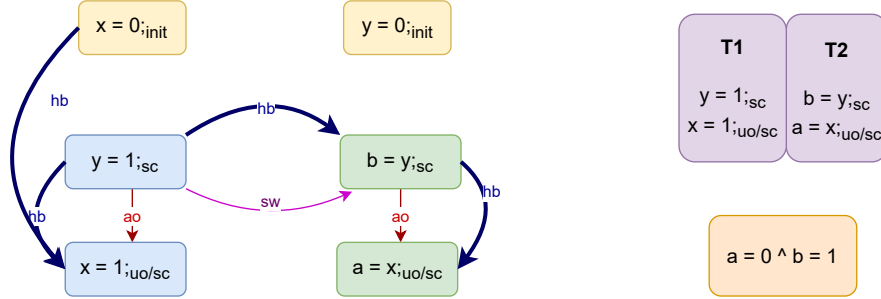 x = 0;init
y = 0;init
hb
hb
y = 1;sc
b = y;sc
hb
hb
sw
ao
ao
x = 1;uo/sc
a = x;uo/sc
T1
y = 1;sc
x = 1;uo/sc
T2
b = y;sc
a = x;uo/sc
a = 0 ^ b = 1